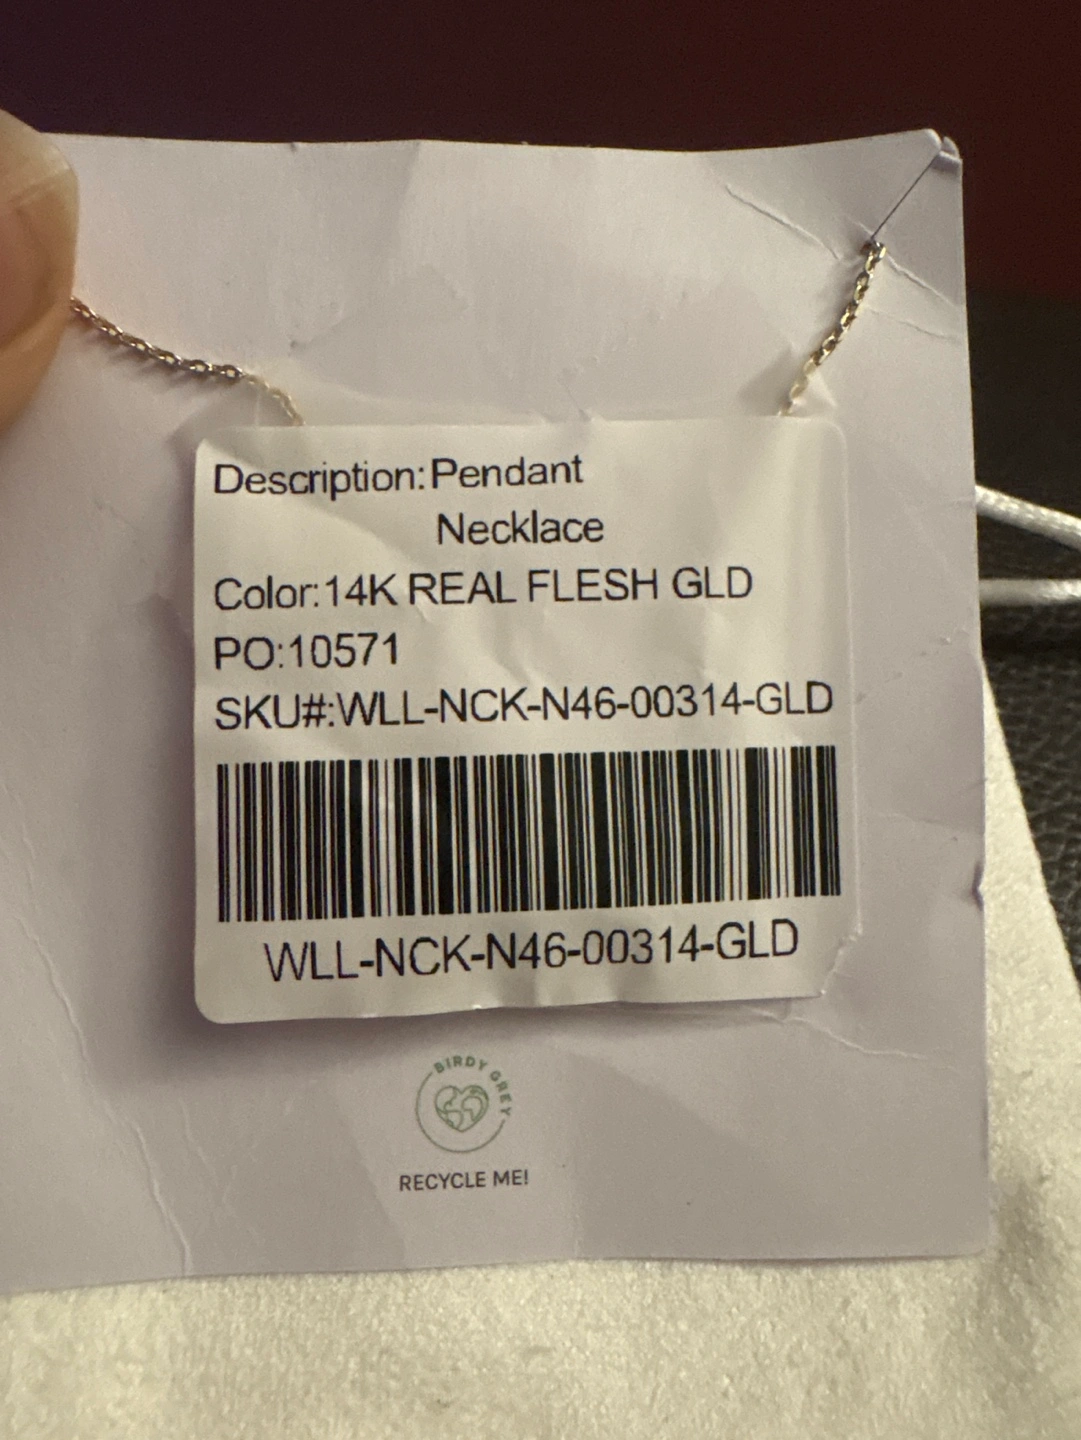 Description:Pendant
Necklace
Color:14K REAL FLESH GLD
PO:10571
SKU#:WLL-NCK-N46-00314-GLD
WLL-NCK-N46-00314-GLD
BIRDY GREY
RECYCLE ME!